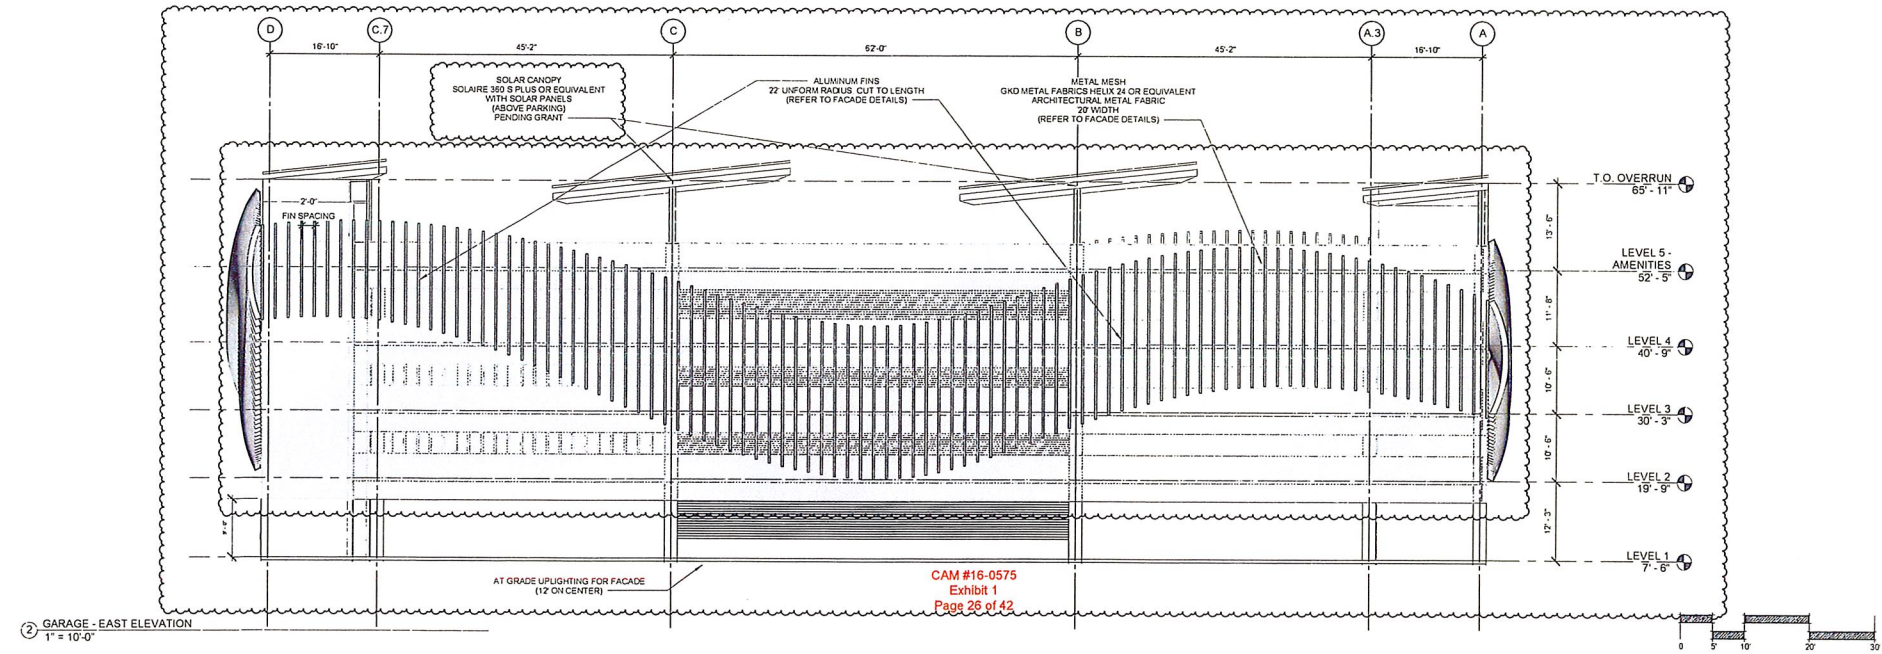 D
C.7
C
B
A.3
A
16'-10"
45'-2"
62'-0"
45'-2"
16'-10"
SOLAR CANOPY
SOLAIRE 360 S PLUS OR EQUIVALENT
WITH SOLAR PANELS
(ABOVE PARKING)
PENDING GRANT
ALUMINUM FINS
22' UNFORM RADIUS CUT TO LENGTH
(REFER TO FACADE DETAILS)
METAL MESH
GKD METAL FABRICS HELIX 24 OR EQUIVALENT
ARCHITECTURAL METAL FABRIC
20' WIDTH
(REFER TO FACADE DETAILS)
2'-0"
FIN SPACING
T.O. OVERRUN
65' - 11"
13' - 6"
LEVEL 5 -
AMENITIES
52' - 5"
11' - 8"
LEVEL 4
40' - 9"
10' - 6"
LEVEL 3
30' - 3"
10' - 6"
LEVEL 2
19' - 9"
12' - 3"
LEVEL 1
7' - 6"
AT GRADE UPLIGHTING FOR FACADE
(12' ON CENTER)
CAM #16-0575
Exhibit 1
Page 26 of 42
2
GARAGE - EAST ELEVATION
1" = 10'-0"
0 5' 10' 20' 30'